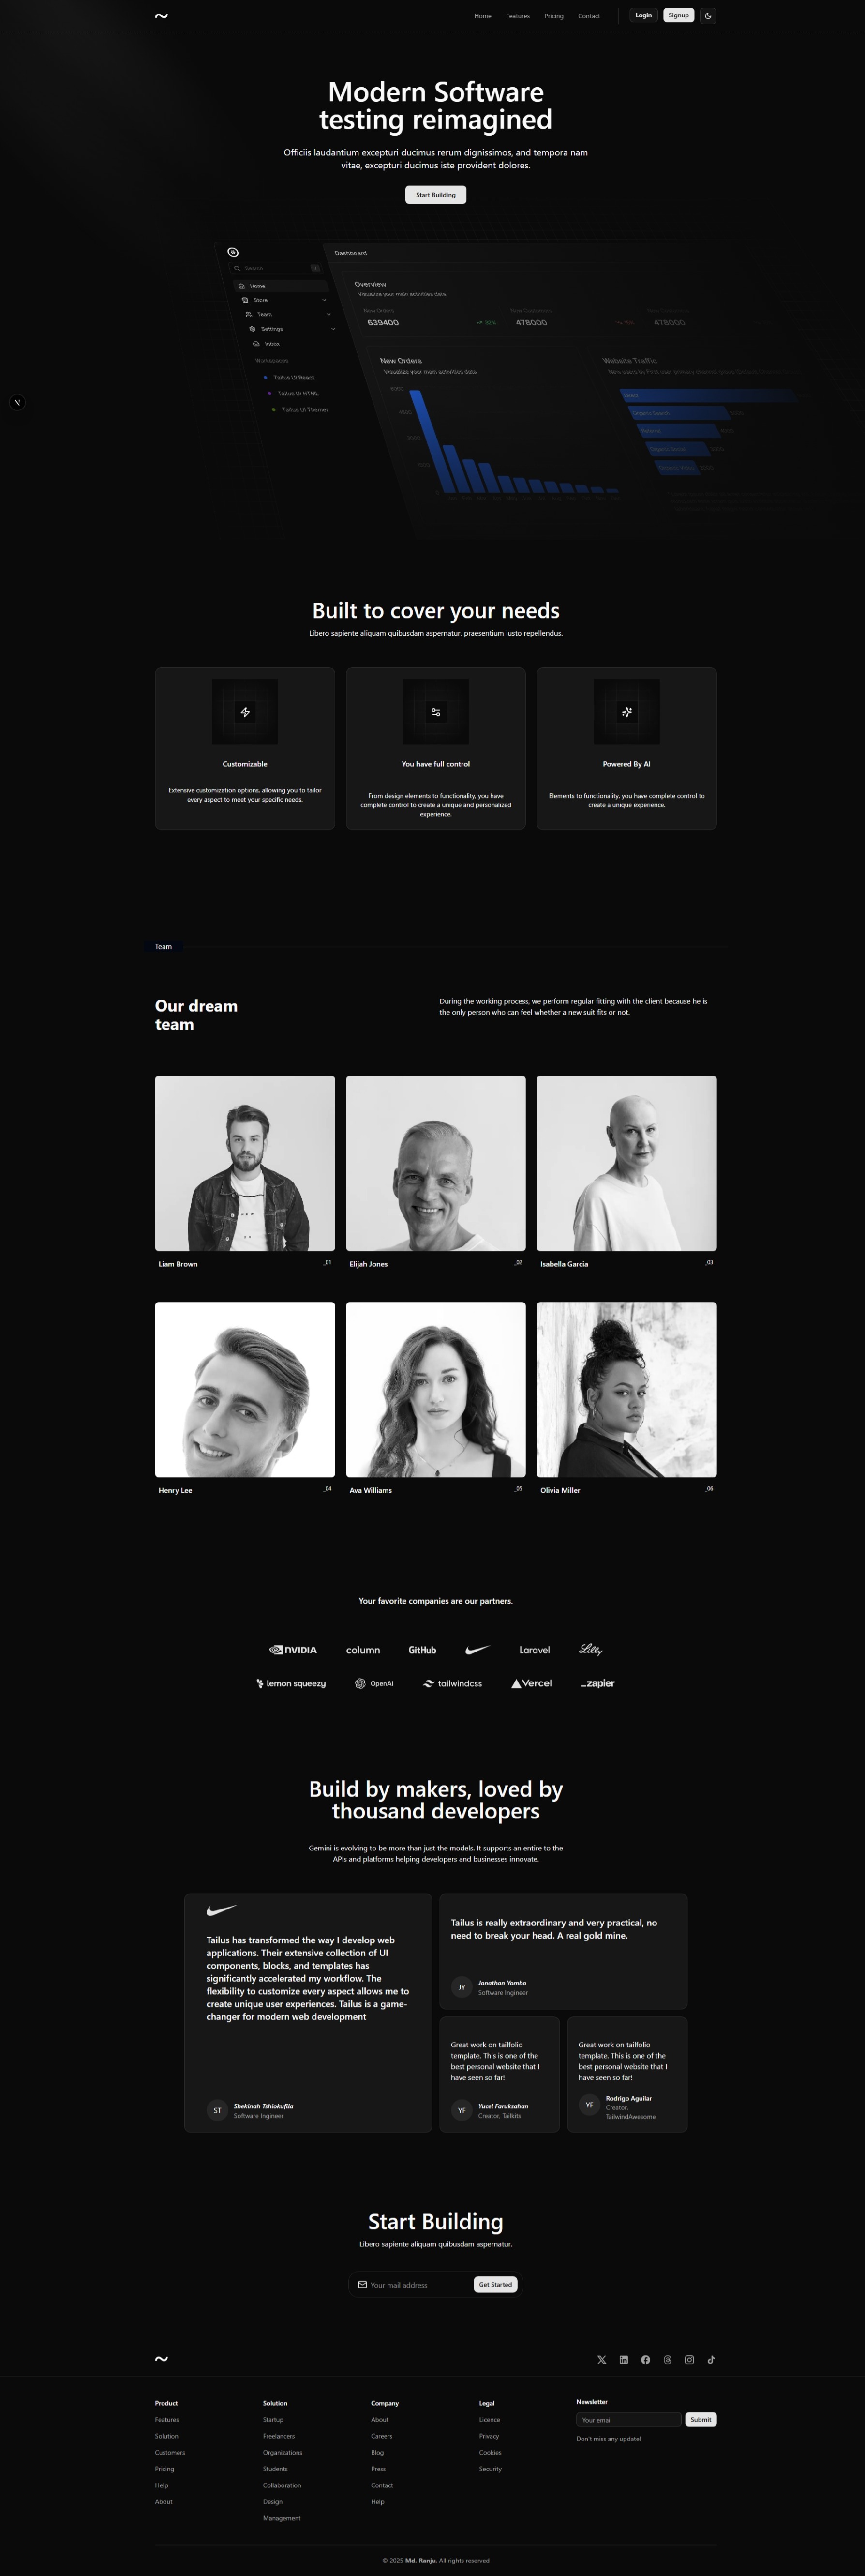 Home Features Pricing Contact Login Signup
Modern Software
testing reimagined
Officiis laudantium excepturi ducimus rerum dignissimos, and tempora nam
vitae, excepturi ducimus iste provident dolores.
Start Building
Dashboard
Search
Home
Store
Team
Settings
Inbox
Workspaces
Tailus UI React
Tailus UI HTML
Tailus UI Themer
Overview
Visualize your main activities data
New Orders
639400
478000
478000
New Orders
Visualize your main activities data
Website Traffic
N
Built to cover your needs
Libero sapiente aliquam quibusdam aspernatur, praesentium iusto repellendus.
Customizable
Extensive customization options, allowing you to tailor
every aspect to meet your specific needs.
You have full control
From design elements to functionality, you have
complete control to create a unique and personalized
experience.
Powered By AI
Elements to functionality, you have complete control to
create a unique experience.
Team
Our dream
team
During the working process, we perform regular fitting with the client because he is
the only person who can feel whether a new suit fits or not.
Liam Brown _01
Elijah Jones _02
Isabella Garcia _03
Henry Lee _04
Ava Williams _05
Olivia Miller _06
Your favorite companies are our partners.
NVIDIA column GitHub Laravel Lilly
lemon squeezy OpenAI tailwindcss Vercel _zapier
Build by makers, loved by
thousand developers
Gemini is evolving to be more than just the models. It supports an entire to the
APIs and platforms helping developers and businesses innovate.
Tailus has transformed the way I develop web
applications. Their extensive collection of UI
components, blocks, and templates has
significantly accelerated my workflow. The
flexibility to customize every aspect allows me to
create unique user experiences. Tailus is a game-
changer for modern web development
ST
Shekinah Tshiokufila
Software Ingineer
Tailus is really extraordinary and very practical, no
need to break your head. A real gold mine.
JY
Jonathan Yombo
Software Ingineer
Great work on tailfolio
template. This is one of the
best personal website that I
have seen so far!
YF
Yucel Faruksahan
Creator, Tailkits
Great work on tailfolio
template. This is one of the
best personal website that I
have seen so far!
YF
Rodrigo Aguilar
Creator,
TailwindAwesome
Start Building
Libero sapiente aliquam quibusdam aspernatur.
Your mail address
Get Started
Product
Features
Solution
Customers
Pricing
Help
About
Solution
Startup
Freelancers
Organizations
Students
Collaboration
Design
Management
Company
About
Careers
Blog
Press
Contact
Help
Legal
Licence
Privacy
Cookies
Security
Newsletter
Your email
Submit
Don't miss any update!
© 2025 Md. Ranju. All rights reserved